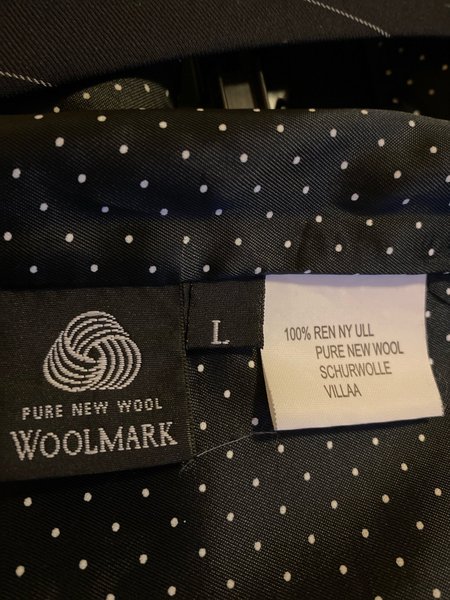 PURE NEW WOOL
WOOLMARK
L
100% REN NY ULL
PURE NEW WOOL
SCHURWOLLE
VILLAA